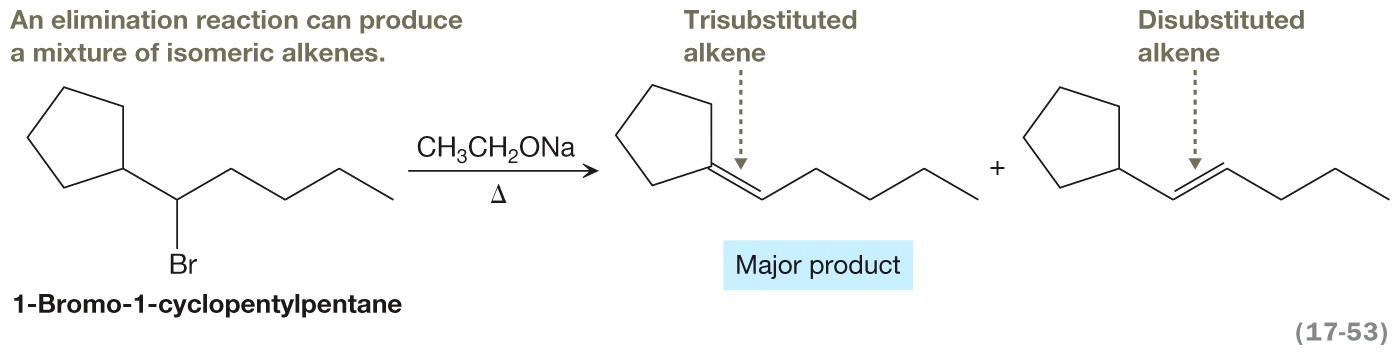 An elimination reaction can produce
a mixture of isomeric alkenes.
Trisubstituted
alkene
Disubstituted
alkene
CH₃CH₂ONa
Δ
+
Br
Major product
1-Bromo-1-cyclopentylpentane
(17-53)